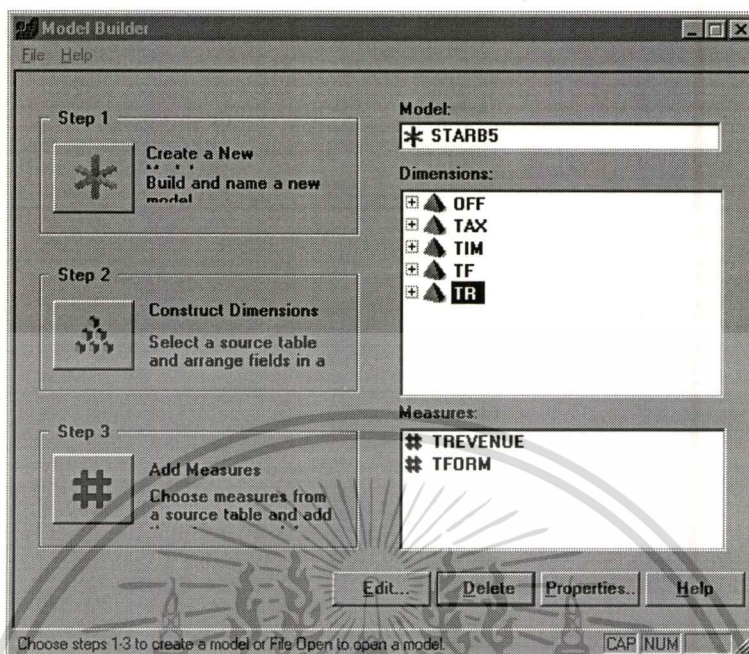 Model Builder
File Help
Step 1
Create a New
Build and name a new
model
Step 2
Construct Dimensions
Select a source table
and arrange fields in a
Step 3
Add Measures
Choose measures from
a source table and add
Model:
STARB5
Dimensions:
OFF
TAX
TIM
TF
TR
Measures:
TREVENUE
TFORM
Edit... Delete Properties.. Help
Choose steps 1-3 to create a model or File Open to open a model. CAP NUM